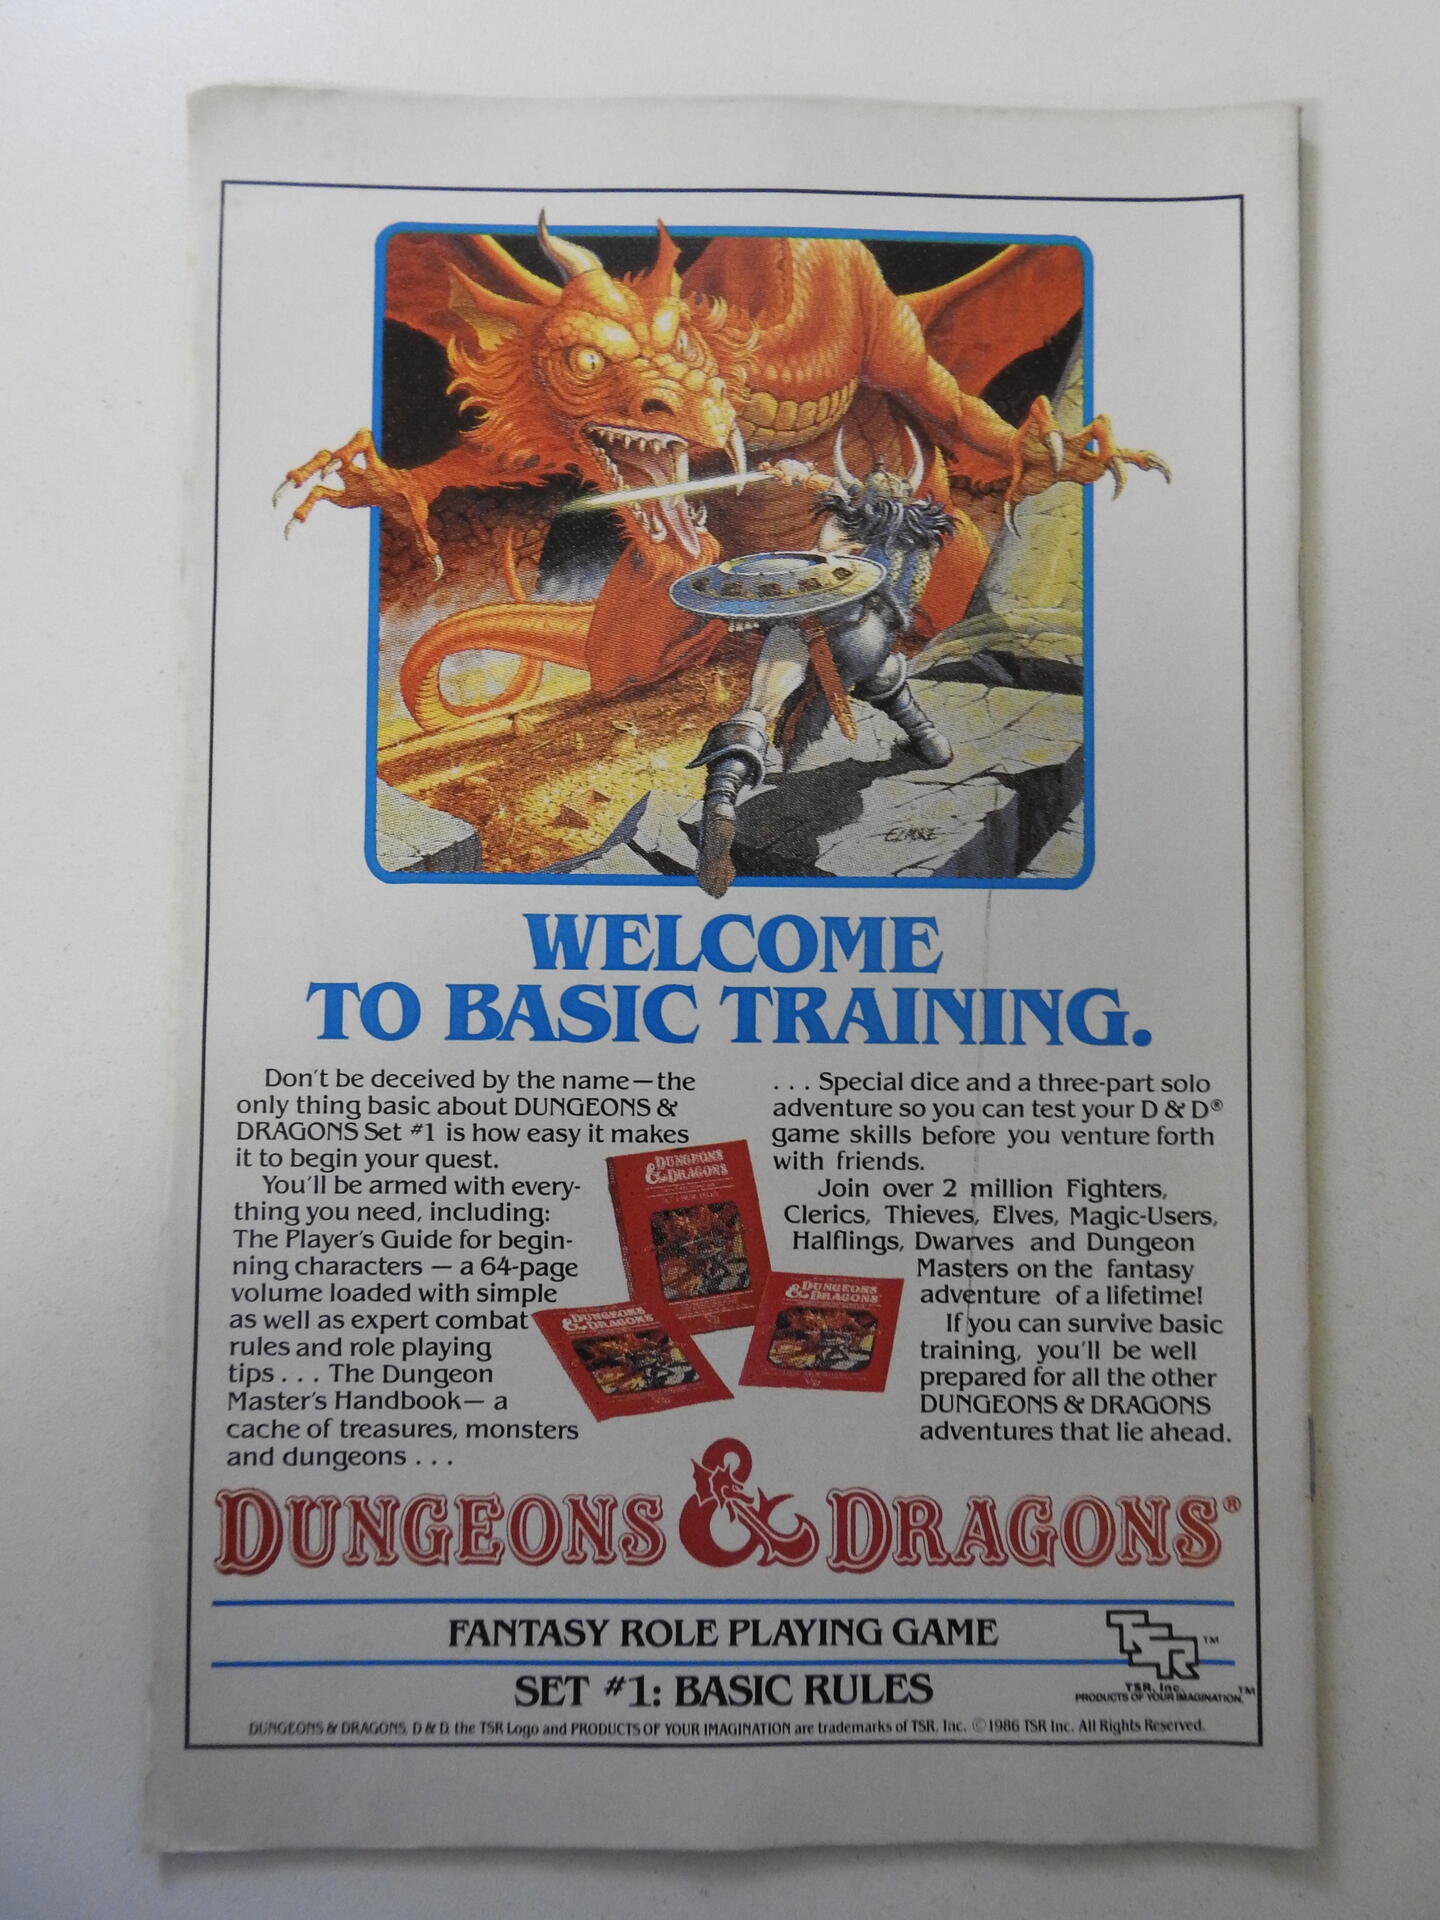 ELMORE
WELCOME
TO BASIC TRAINING.
Don't be deceived by the name — the
only thing basic about DUNGEONS &
DRAGONS Set #1 is how easy it makes
it to begin your quest.
You'll be armed with every-
thing you need, including:
The Player's Guide for begin-
ning characters — a 64-page
volume loaded with simple
as well as expert combat
rules and role playing
tips . . . The Dungeon
Master's Handbook— a
cache of treasures, monsters
and dungeons . . .
. . . Special dice and a three-part solo
adventure so you can test your D & D®
game skills before you venture forth
with friends.
Join over 2 million Fighters,
Clerics, Thieves, Elves, Magic-Users,
Halflings, Dwarves and Dungeon
Masters on the fantasy
adventure of a lifetime!
If you can survive basic
training, you'll be well
prepared for all the other
DUNGEONS & DRAGONS
adventures that lie ahead.
DUNGEONS
& DRAGONS
DUNGEONS
& DRAGONS
DUNGEONS
& DRAGONS
DUNGEONS & DRAGONS®
FANTASY ROLE PLAYING GAME
SET #1: BASIC RULES
TSR™
TSR, Inc.
PRODUCTS OF YOUR IMAGINATION™
DUNGEONS & DRAGONS, D & D, the TSR Logo and PRODUCTS OF YOUR IMAGINATION are trademarks of TSR, Inc. ©1986 TSR Inc. All Rights Reserved.